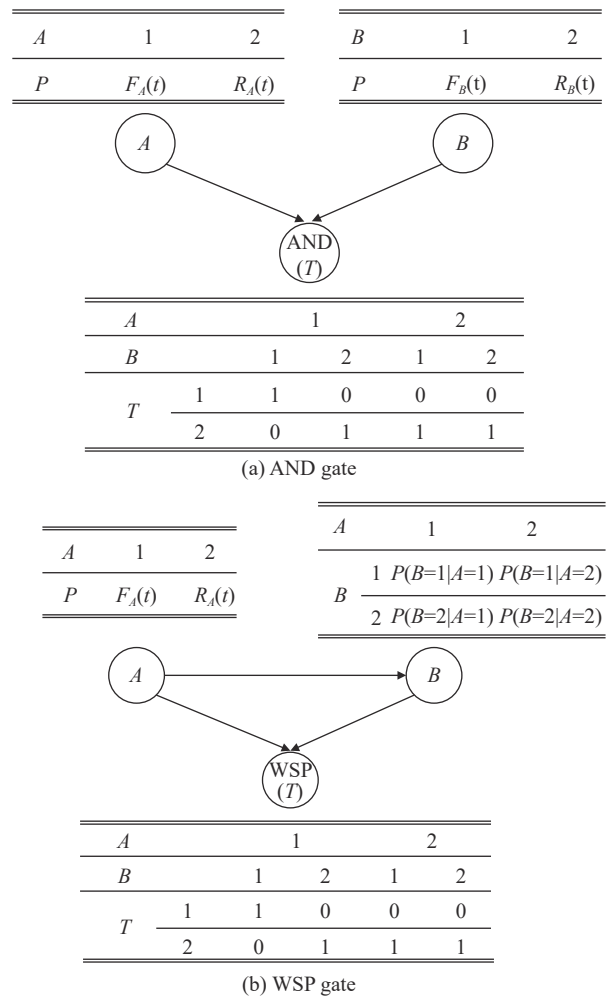 A 1 2
P F_A(t) R_A(t)
B 1 2
P F_B(t) R_B(t)
A
B
AND
(T)
A 1 2
B 1 2 1 2
T
1 1 0 0 0
2 0 1 1 1
(a) AND gate
A 1 2
P F_A(t) R_A(t)
A 1 2
B
1 P(B=1|A=1) P(B=1|A=2)
2 P(B=2|A=1) P(B=2|A=2)
A
B
WSP
(T)
A 1 2
B 1 2 1 2
T
1 1 0 0 0
2 0 1 1 1
(b) WSP gate